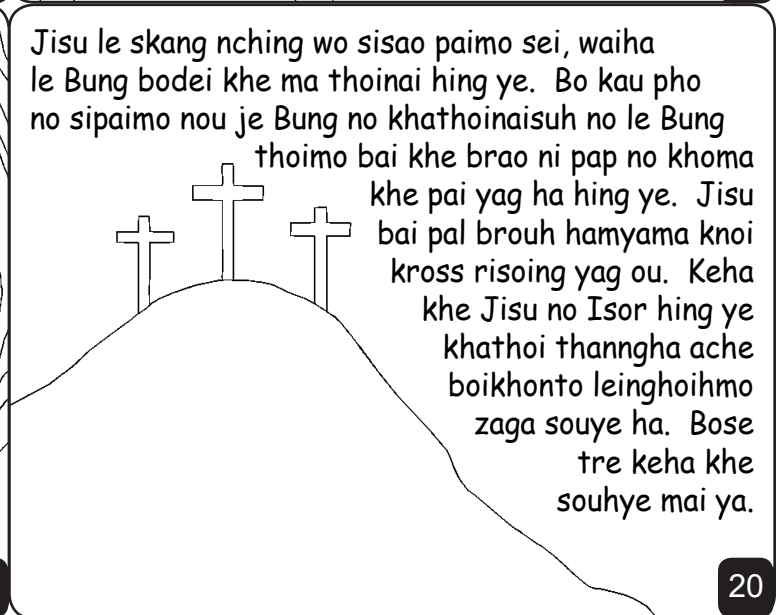 Jisu le skang nching wo sisao paimo sei, waiha
le Bung bodei khe ma thoinai hing ye.  Bo kau pho
no sipaimo nou je Bung no khathoinaisuh no le Bung
thoimo bai khe brao ni pap no khoma
khe pai yag ha hing ye.  Jisu
bai pal brouh hamyama knoi
kross risoing yag ou.  Keha
khe Jisu no Isor hing ye
khathoi thanngha ache
boikhonto leinghoihmo
zaga souye ha.  Bose
tre keha khe
souhye mai ya.
20